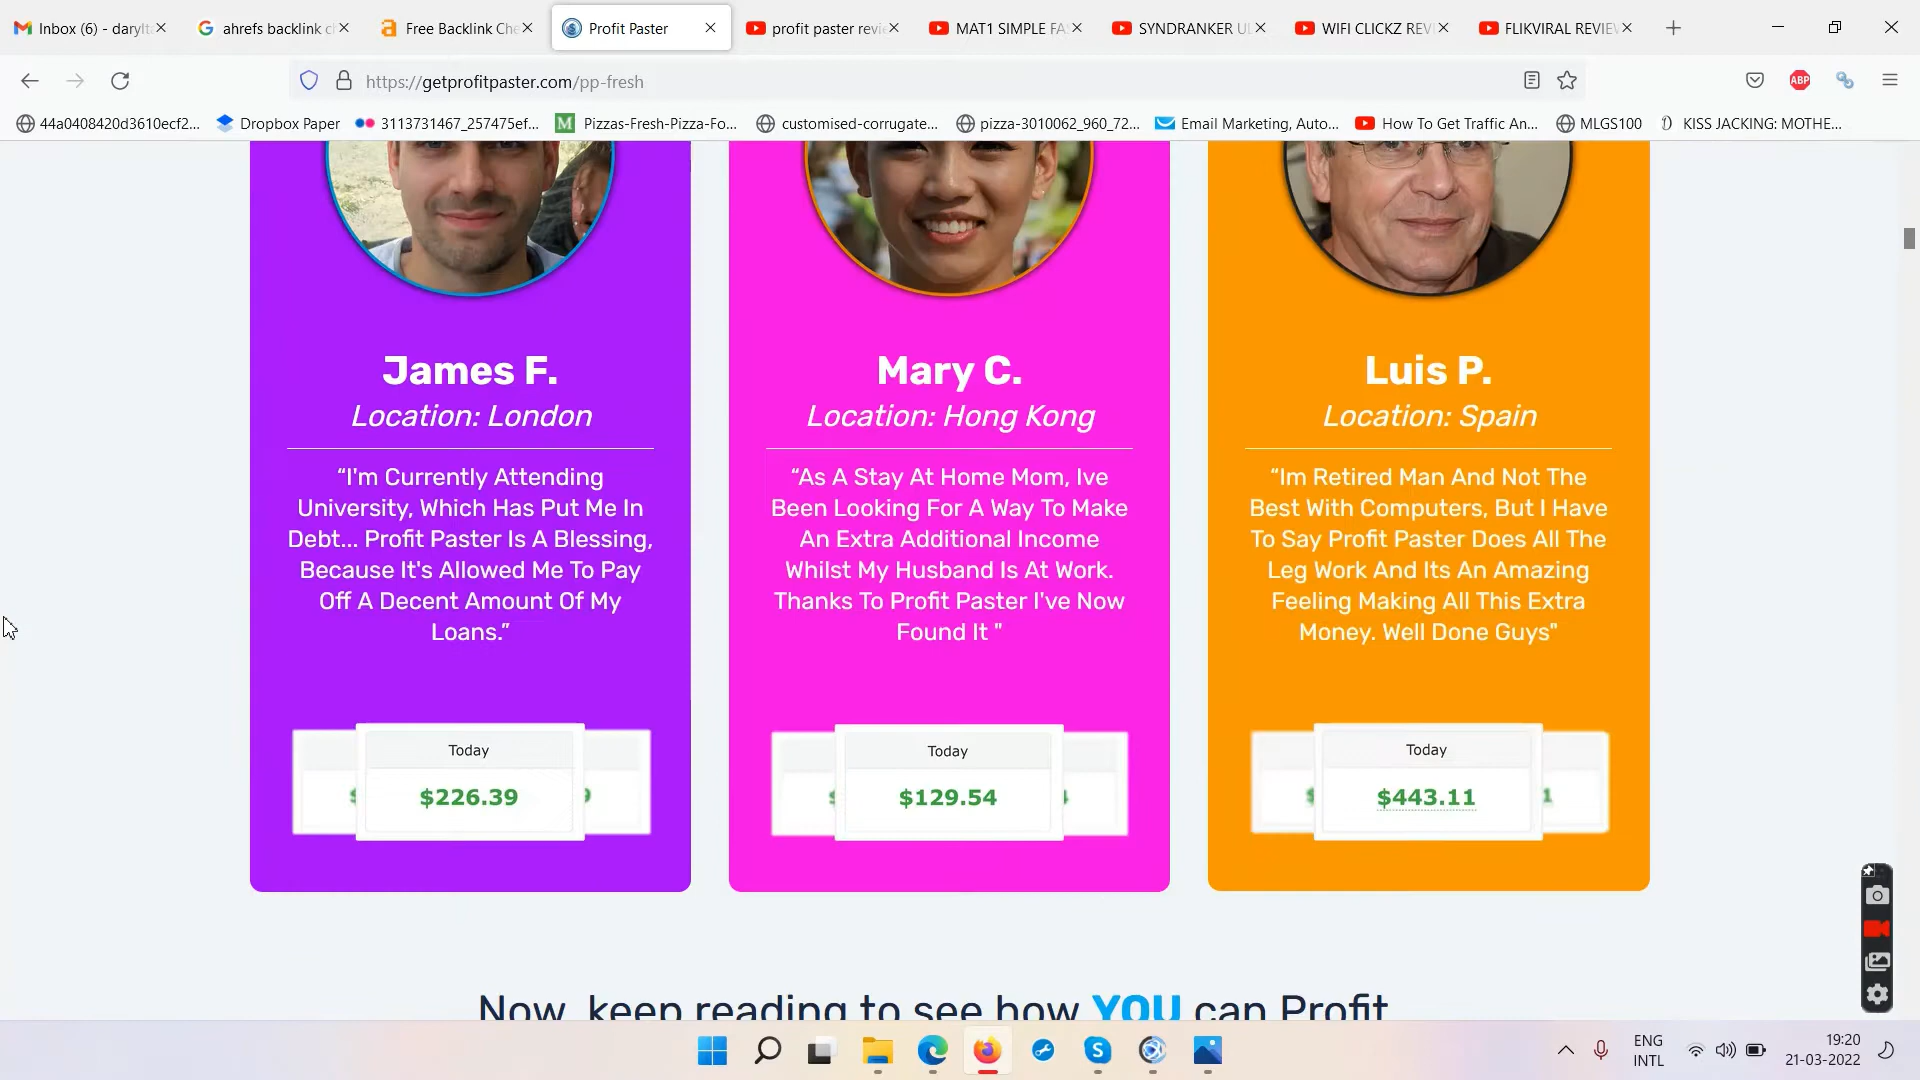 Inbox (6) - darylta
ahrefs backlink c
Free Backlink Che
Profit Paster
profit paster revi
MAT1 SIMPLE FA
SYNDRANKER U
WIFI CLICKZ REV
FLIKVIRAL REVIE
https://getprofitpaster.com/pp-fresh
ABP
44a0408420d3610ecf2...
Dropbox Paper
3113731467_257475ef...
M Pizzas-Fresh-Pizza-Fo...
customised-corrugate...
pizza-3010062_960_72...
Email Marketing, Auto...
How To Get Traffic An...
MLGS100
KISS JACKING: MOTHE...
James F.
Location: London
“I'm Currently Attending
University, Which Has Put Me In
Debt... Profit Paster Is A Blessing,
Because It's Allowed Me To Pay
Off A Decent Amount Of My
Loans.”
Today
$226.39
Mary C.
Location: Hong Kong
“As A Stay At Home Mom, Ive
Been Looking For A Way To Make
An Extra Additional Income
Whilst My Husband Is At Work.
Thanks To Profit Paster I've Now
Found It "
Today
$129.54
Luis P.
Location: Spain
“Im Retired Man And Not The
Best With Computers, But I Have
To Say Profit Paster Does All The
Leg Work And Its An Amazing
Feeling Making All This Extra
Money. Well Done Guys"
Today
$443.11
Now, keep reading to see how YOU can Profit
ENG
INTL
19:20
21-03-2022